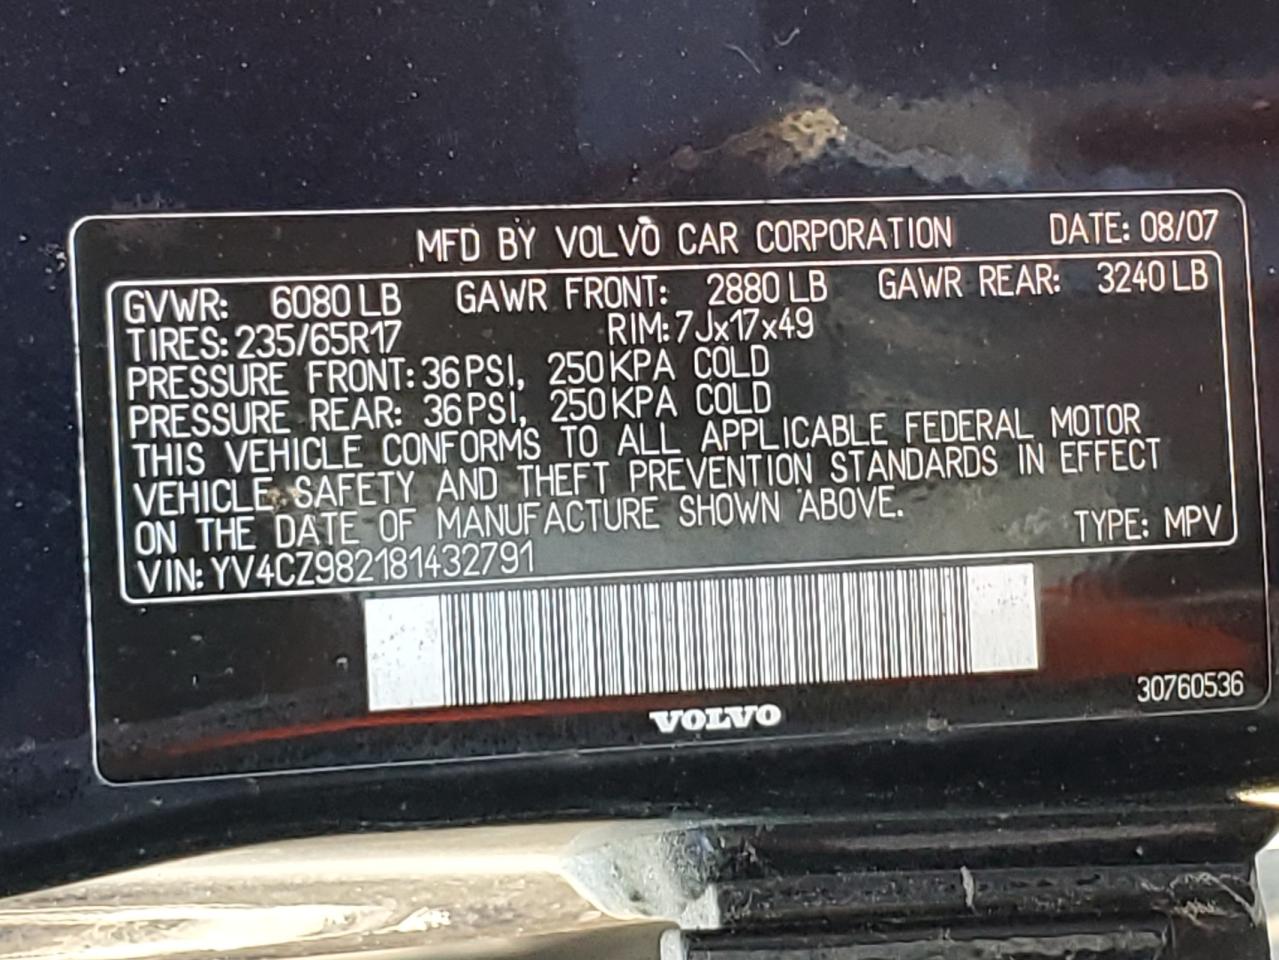 MFD BY VOLVO CAR CORPORATION DATE: 08/07
GVWR: 6080 LB GAWR FRONT: 2880 LB GAWR REAR: 3240 LB
TIRES: 235/65R17 RIM: 7Jx17x49
PRESSURE FRONT: 36 PSI, 250 KPA COLD
PRESSURE REAR: 36 PSI, 250 KPA COLD
THIS VEHICLE CONFORMS TO ALL APPLICABLE FEDERAL MOTOR
VEHICLE SAFETY AND THEFT PREVENTION STANDARDS IN EFFECT
ON THE DATE OF MANUFACTURE SHOWN ABOVE. TYPE: MPV
VIN: YV4CZ982181432791
30760536
VOLVO